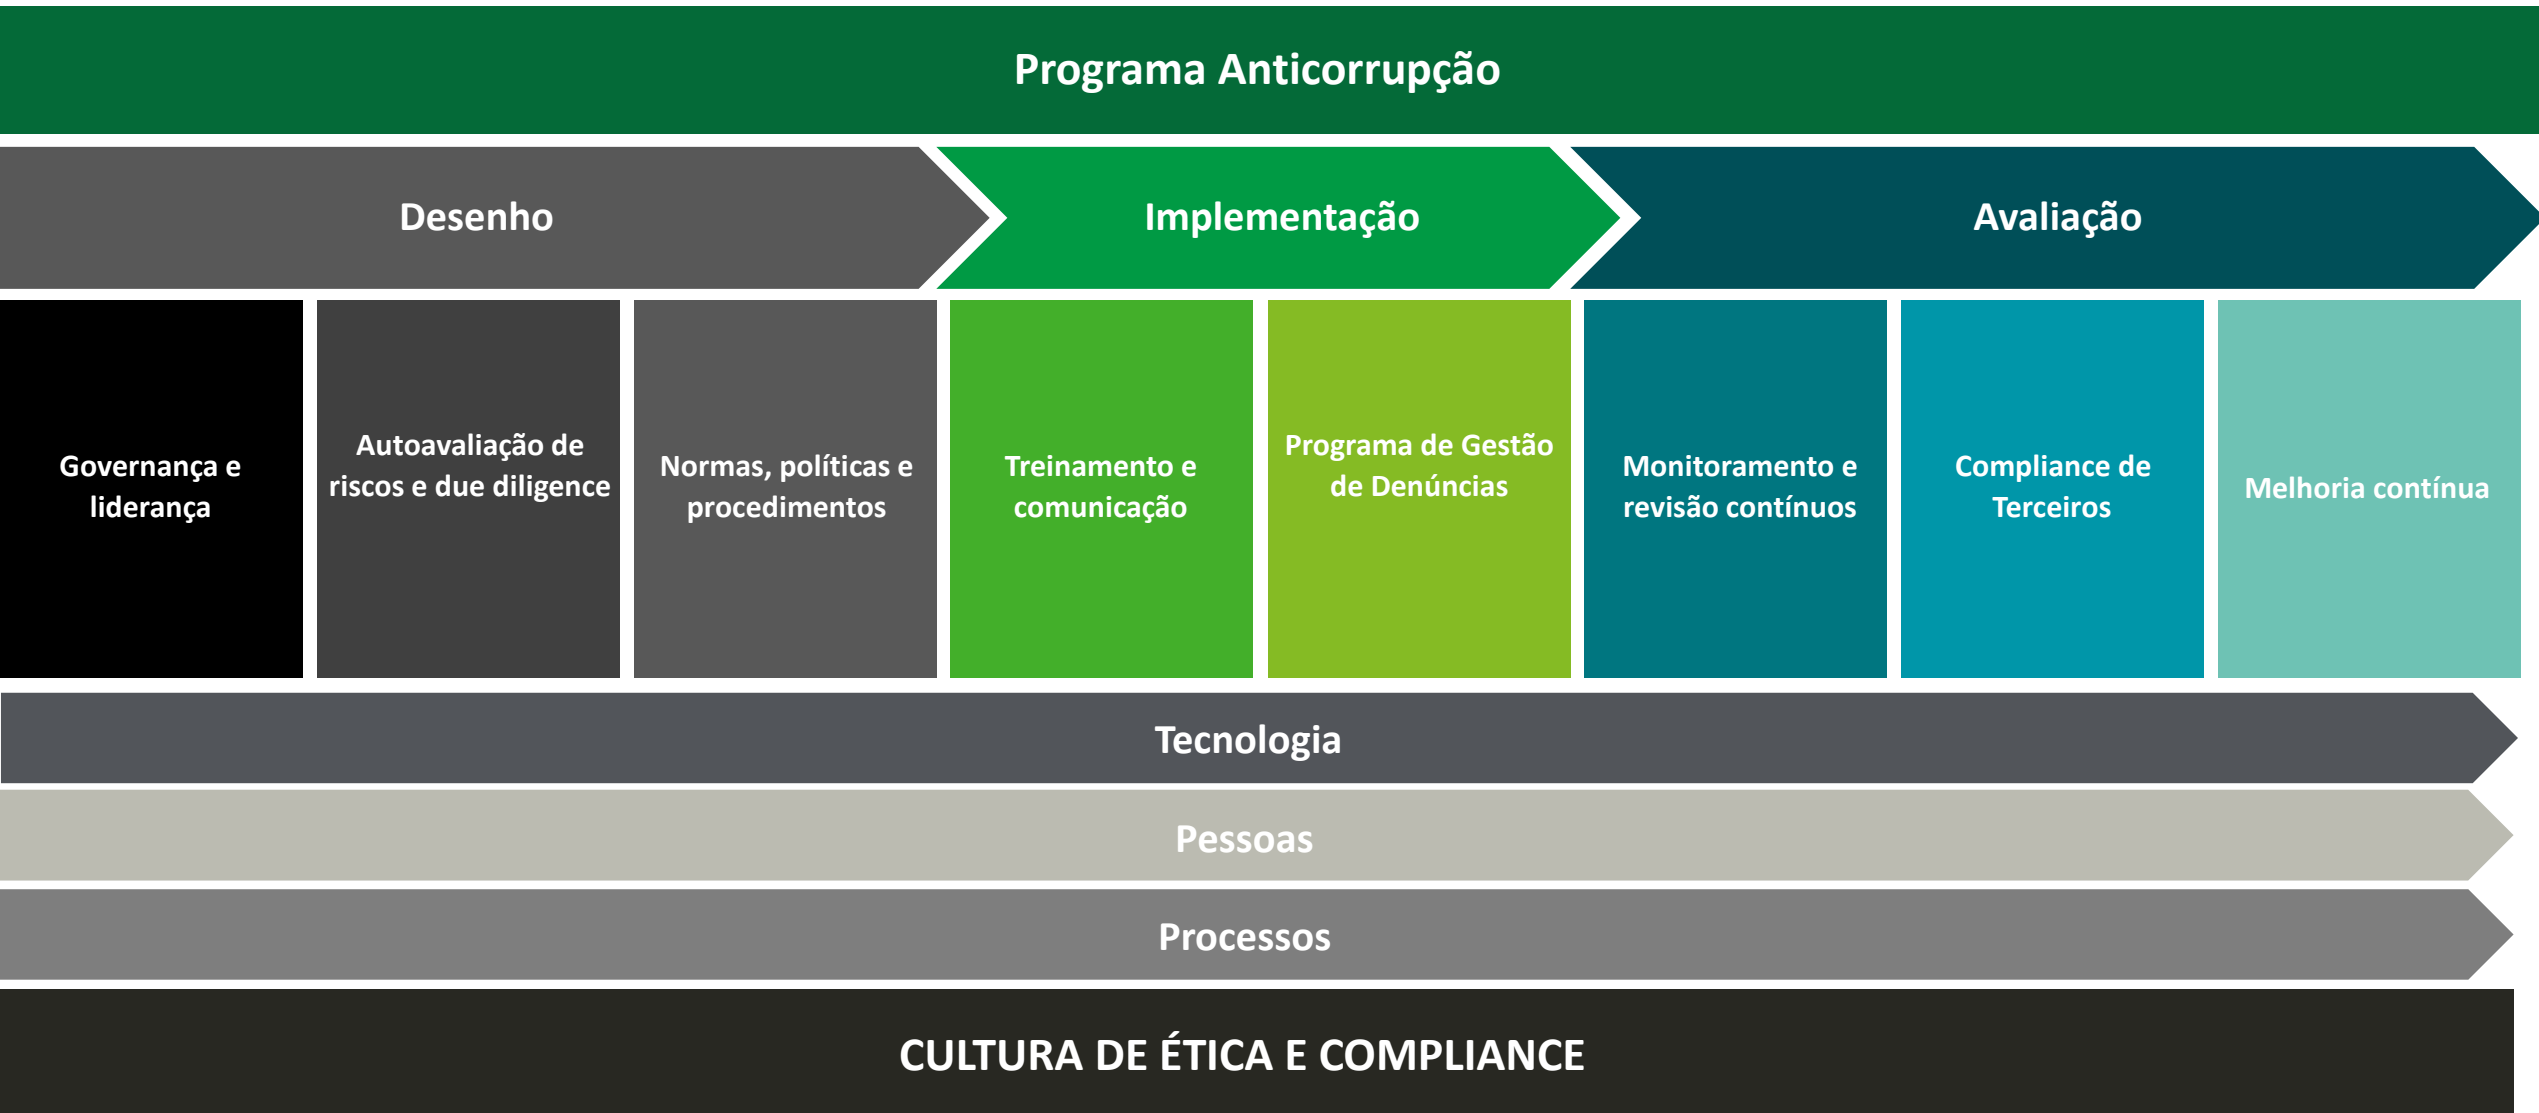 Programa Anticorrupção
Desenho
Implementação
Avaliação
Governança e
liderança
Autoavaliação de
riscos e due diligence
Normas, políticas e
procedimentos
Treinamento e
comunicação
Programa de Gestão
de Denúncias
Monitoramento e
revisão contínuos
Compliance de
Terceiros
Melhoria contínua
Tecnologia
Pessoas
Processos
CULTURA DE ÉTICA E COMPLIANCE